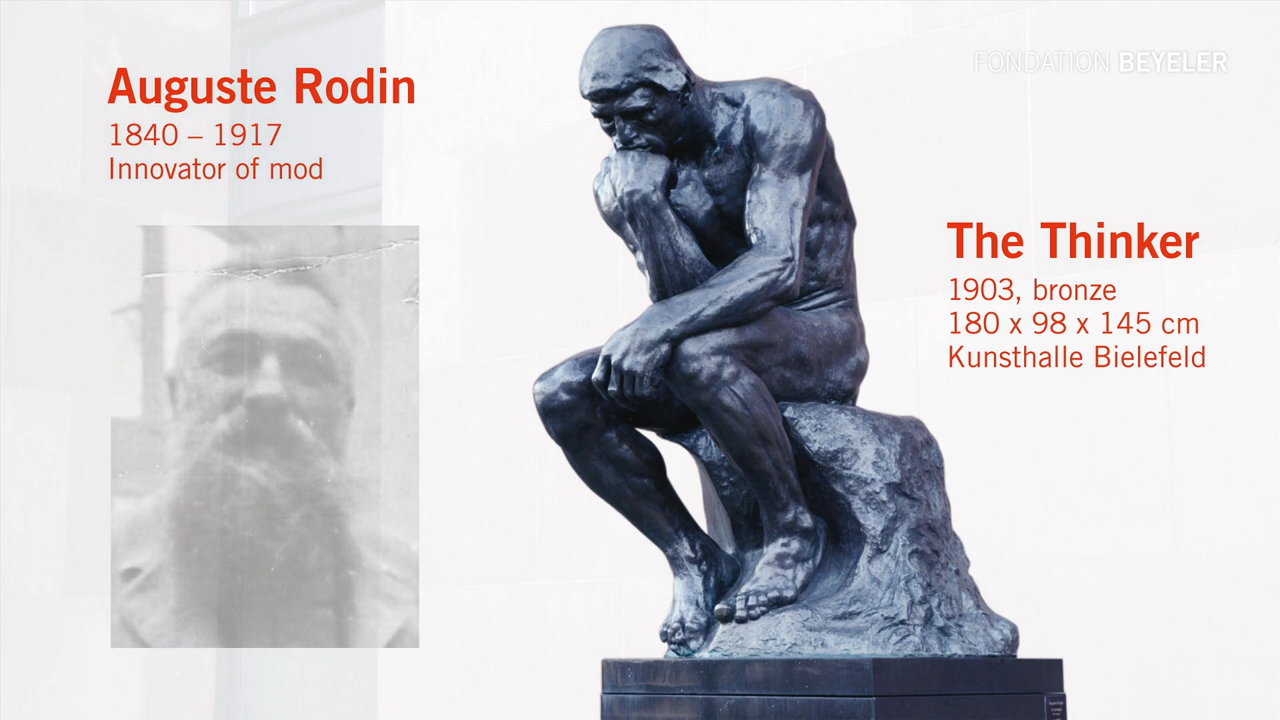 Auguste Rodin
1840 – 1917
Innovator of mod
FONDATION BEYELER
The Thinker
1903, bronze
180 x 98 x 145 cm
Kunsthalle Bielefeld